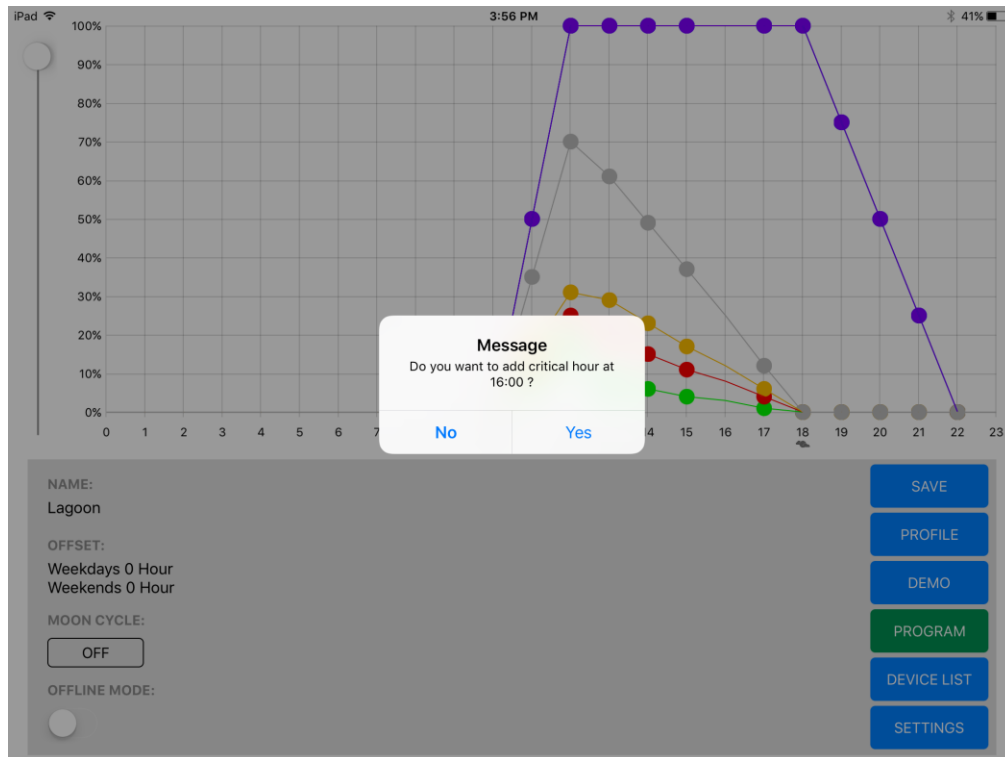 iPad 3:56 PM 41%
100%
90%
80%
70%
60%
50%
40%
30%
20%
10%
0%
Message
Do you want to add critical hour at
16:00 ?
No Yes
0 1 2 3 4 5 6 7 14 15 16 17 18 19 20 21 22 23
NAME:
Lagoon
OFFSET:
Weekdays 0 Hour
Weekends 0 Hour
MOON CYCLE:
OFF
OFFLINE MODE:
SAVE
PROFILE
DEMO
PROGRAM
DEVICE LIST
SETTINGS